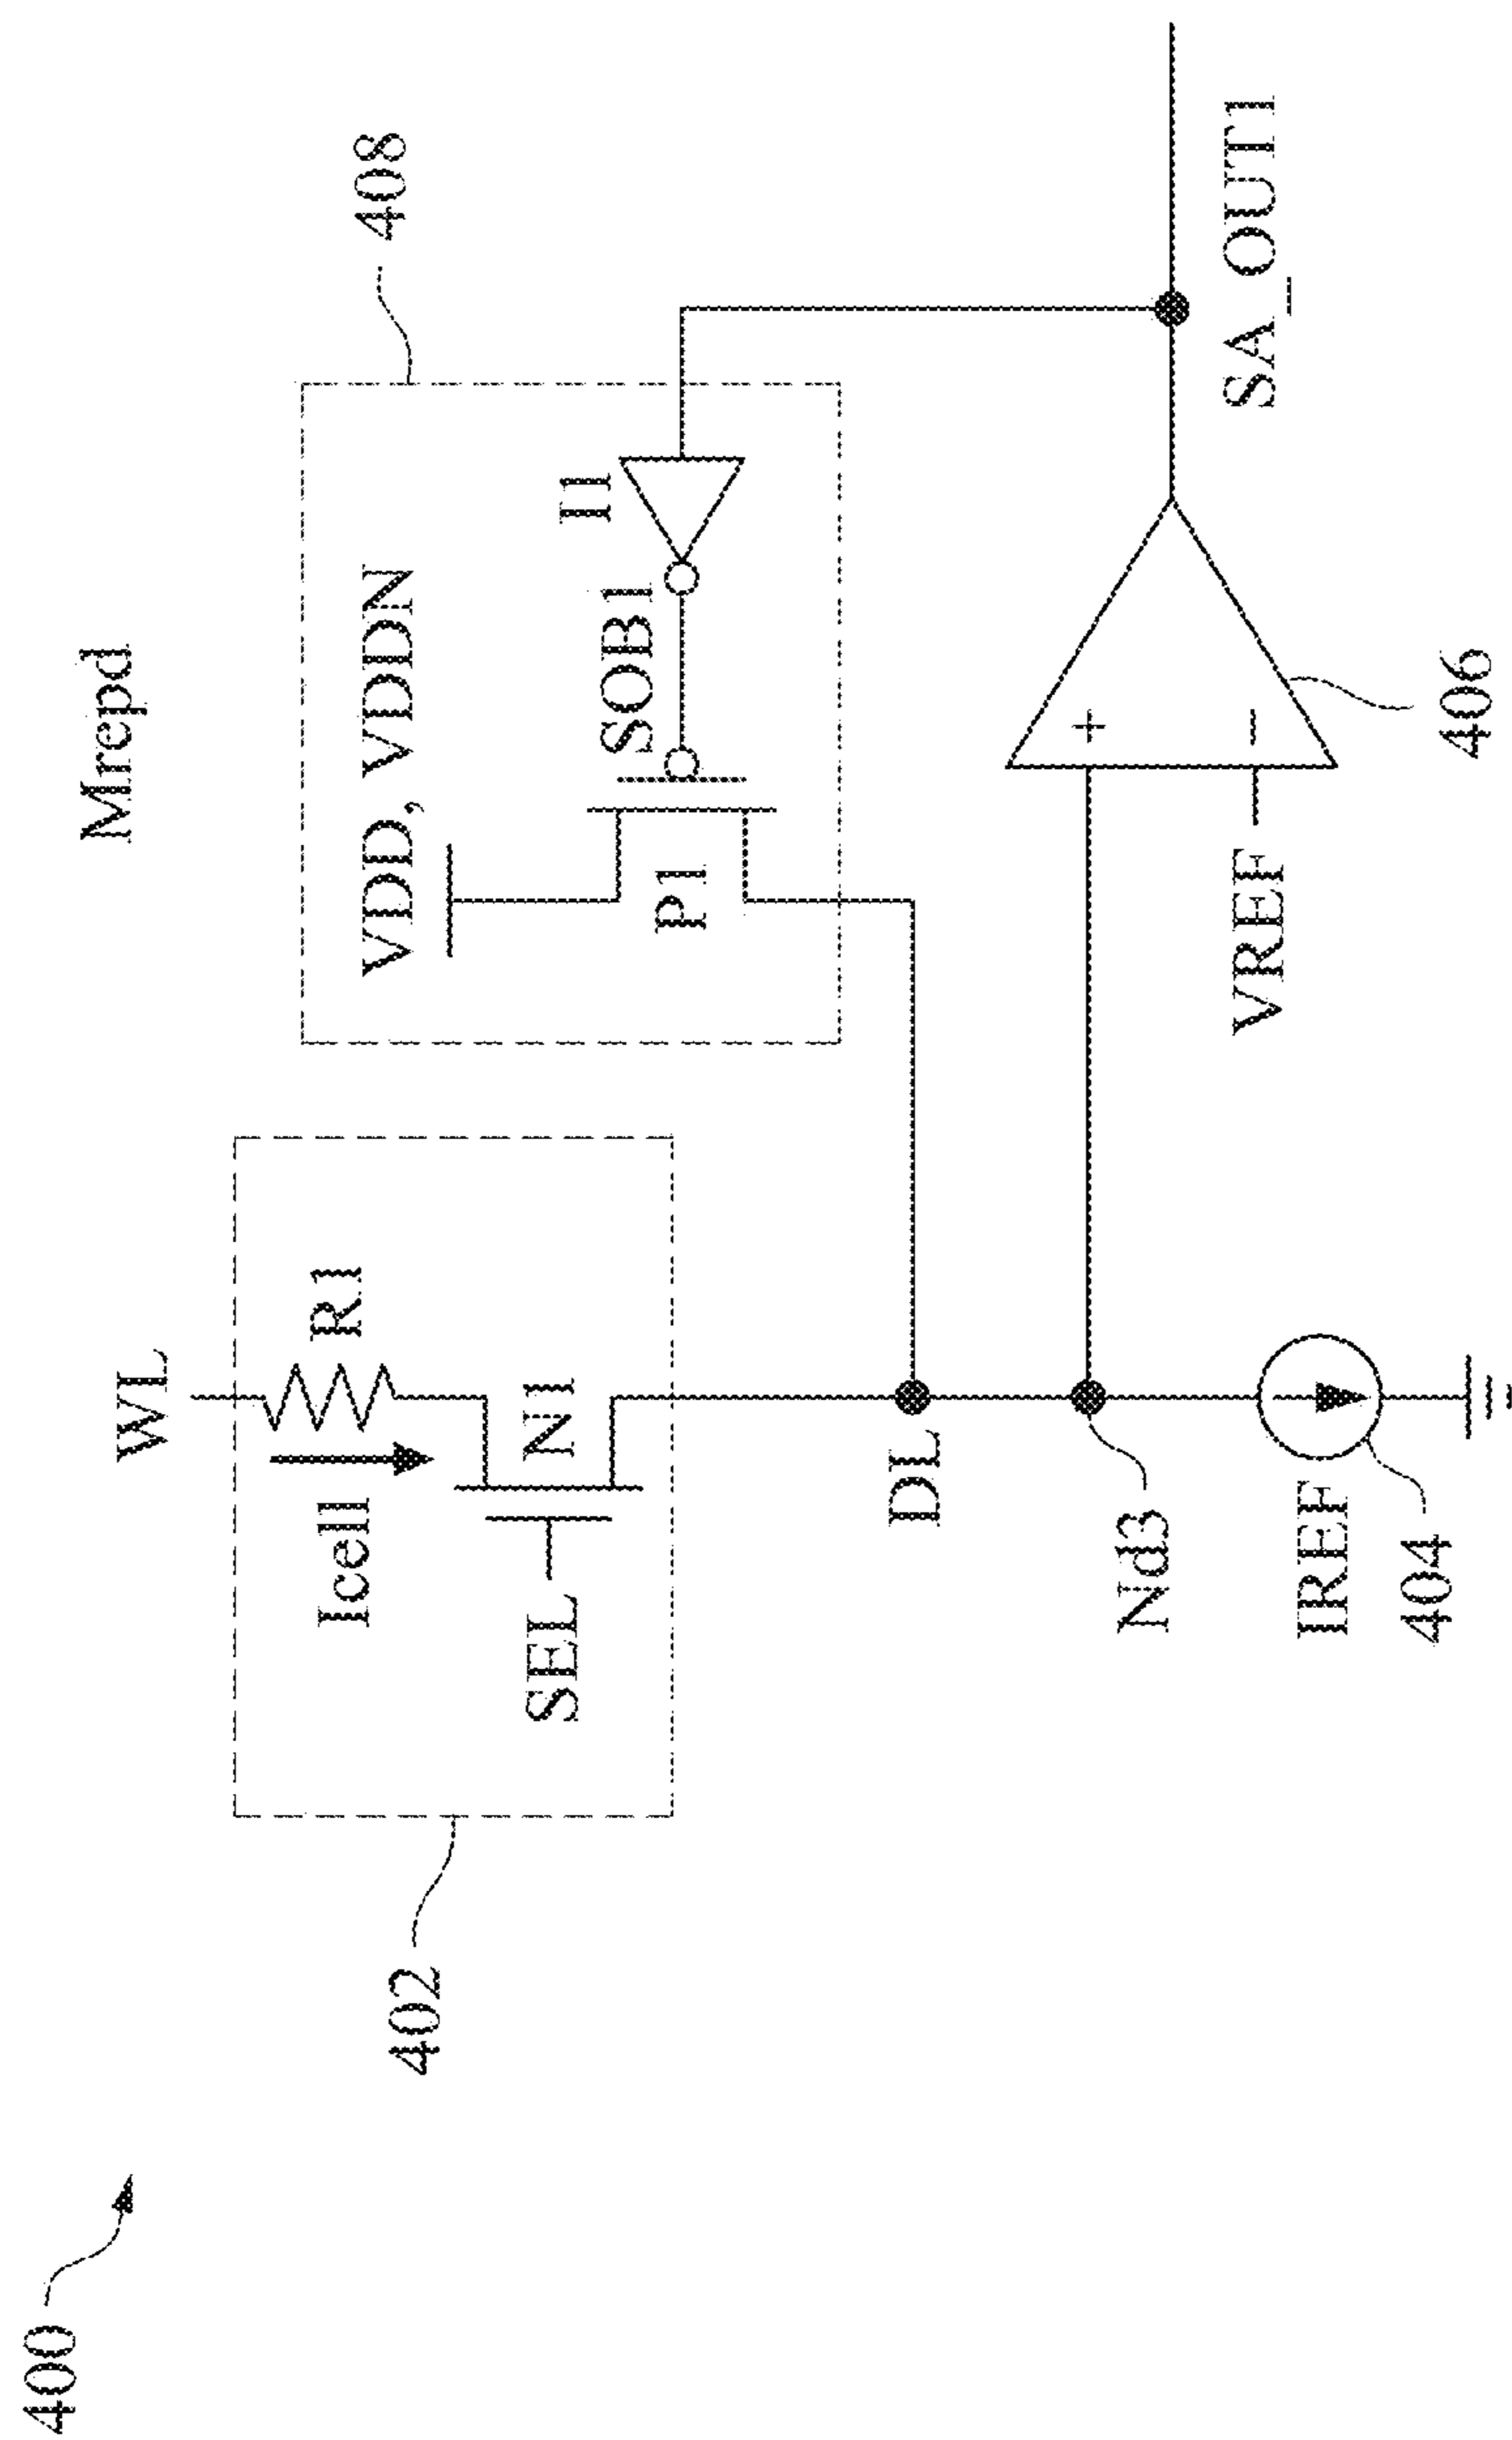 400
Mrepd
WL
402
Icell
R1
SEL
N1
408
VDD, VDDN
I1
SOB1
P1
DL
Nd3
VREF
+
−
SA_OUT1
IREF
404
406